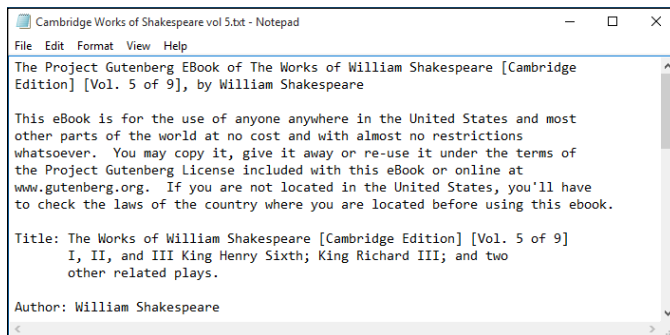 Cambridge Works of Shakespeare vol 5.txt - Notepad
File Edit Format View Help
The Project Gutenberg EBook of The Works of William Shakespeare [Cambridge
Edition] [Vol. 5 of 9], by William Shakespeare
This eBook is for the use of anyone anywhere in the United States and most
other parts of the world at no cost and with almost no restrictions
whatsoever.  You may copy it, give it away or re-use it under the terms of
the Project Gutenberg License included with this eBook or online at
www.gutenberg.org.  If you are not located in the United States, you'll have
to check the laws of the country where you are located before using this ebook.
Title: The Works of William Shakespeare [Cambridge Edition] [Vol. 5 of 9]
I, II, and III King Henry Sixth; King Richard III; and two
other related plays.
Author: William Shakespeare